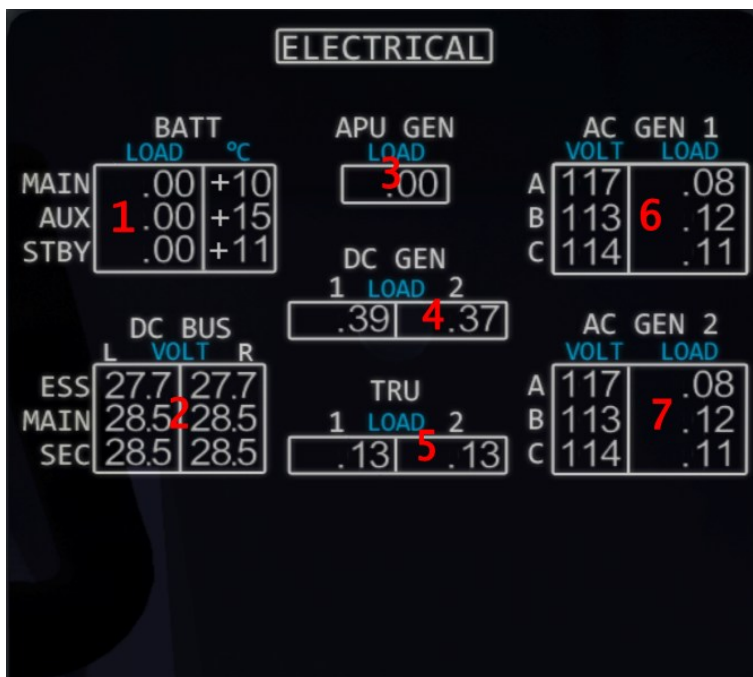 ELECTRICAL
BATT
LOAD °C
MAIN .00 +10
AUX 1 .00 +15
STBY .00 +11
APU GEN
LOAD
3
.00
AC GEN 1
VOLT LOAD
A 117 .08
B 113 6 .12
C 114 .11
DC GEN
1 LOAD 2
.39 4 .37
DC BUS
L VOLT R
ESS 27.7 27.7
MAIN 28.5 2 28.5
SEC 28.5 28.5
TRU
1 LOAD 2
.13 5 .13
AC GEN 2
VOLT LOAD
A 117 .08
B 113 7 .12
C 114 .11